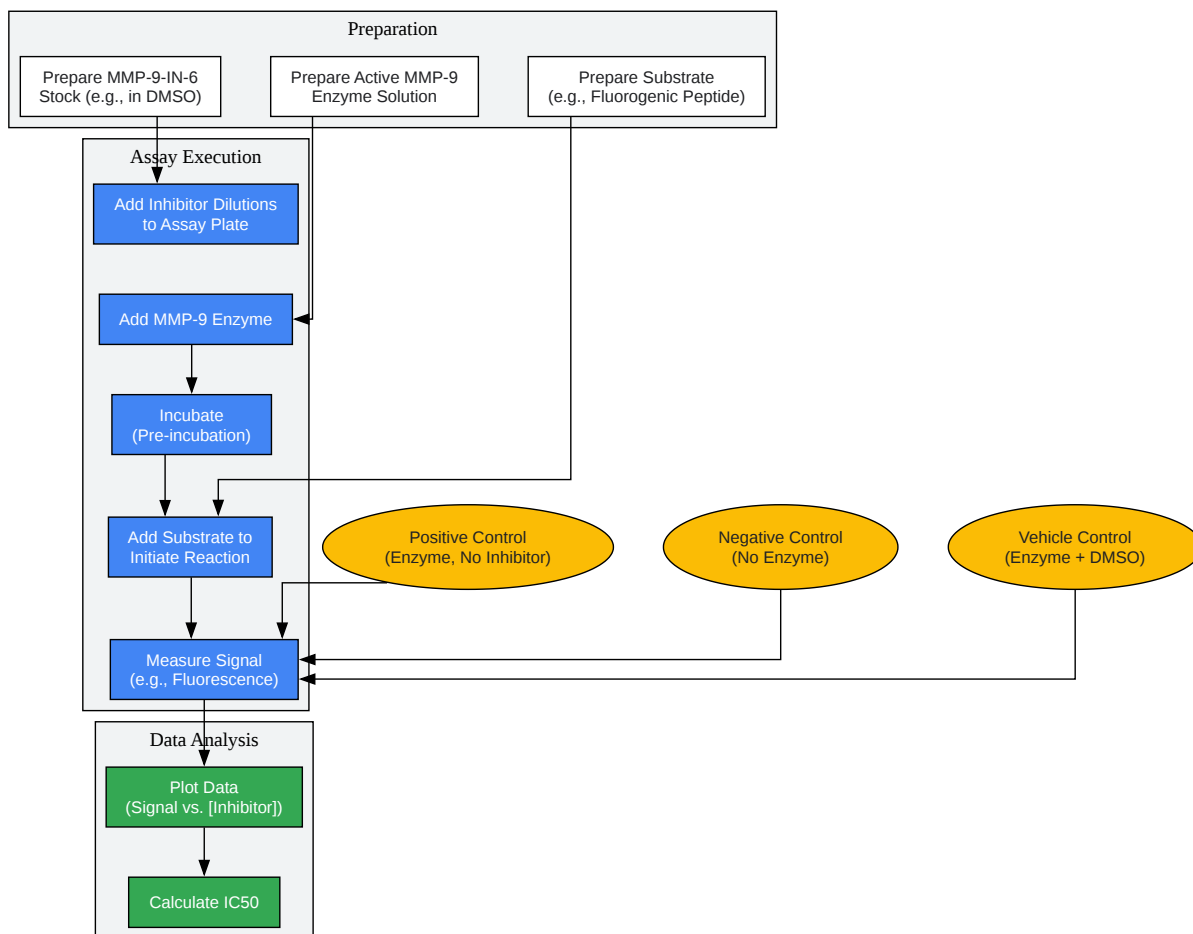 Preparation
Prepare MMP-9-IN-6
Stock (e.g., in DMSO)
Prepare Active MMP-9
Enzyme Solution
Prepare Substrate
(e.g., Fluorogenic Peptide)
Assay Execution
Add Inhibitor Dilutions
to Assay Plate
Add MMP-9 Enzyme
Incubate
(Pre-incubation)
Add Substrate to
Initiate Reaction
Positive Control
(Enzyme, No Inhibitor)
Negative Control
(No Enzyme)
Vehicle Control
(Enzyme + DMSO)
Measure Signal
(e.g., Fluorescence)
Data Analysis
Plot Data
(Signal vs. [Inhibitor])
Calculate IC50